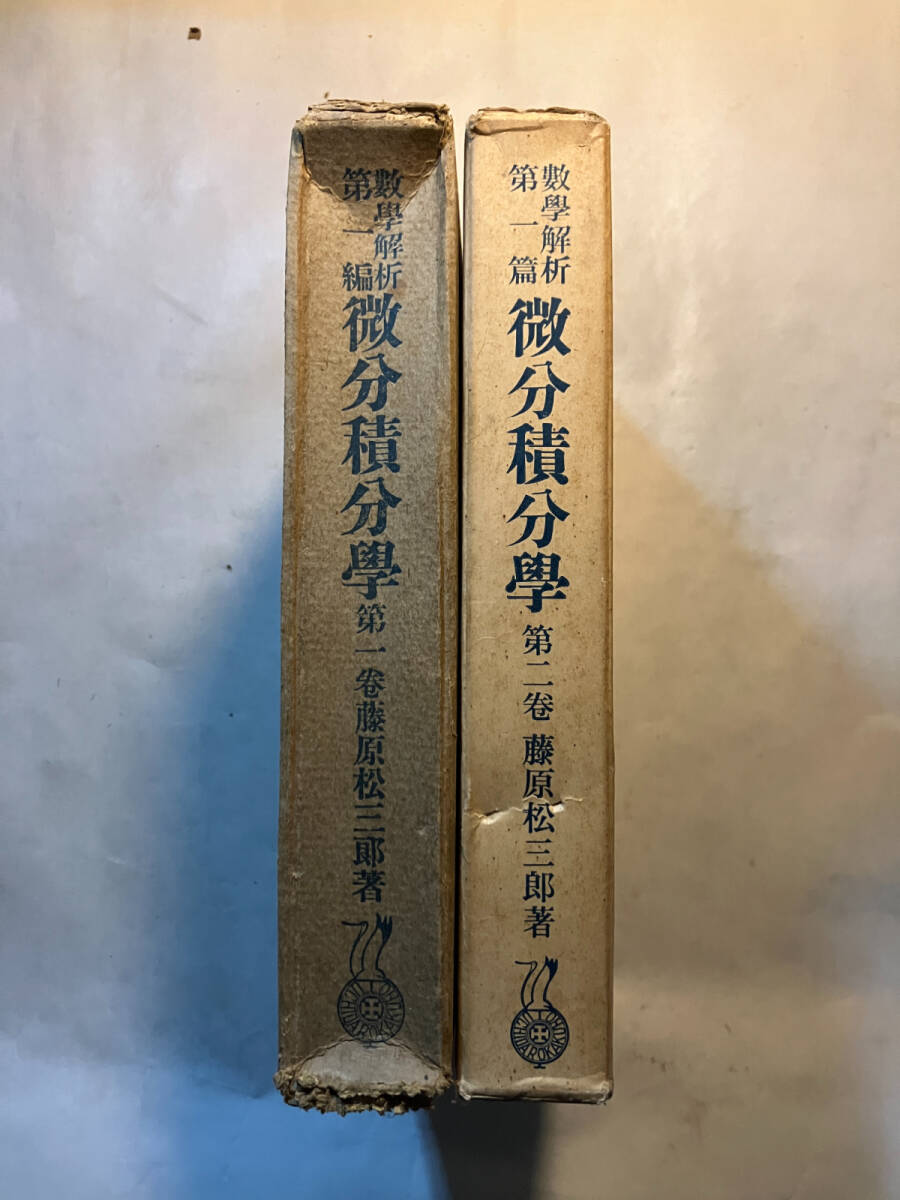 數學解析
第一編
微分積分學
第一卷
藤原松三郎著
UCHIDAROKAKUHO
數學解析
第一篇
微分積分學
第二卷
藤原松三郎著